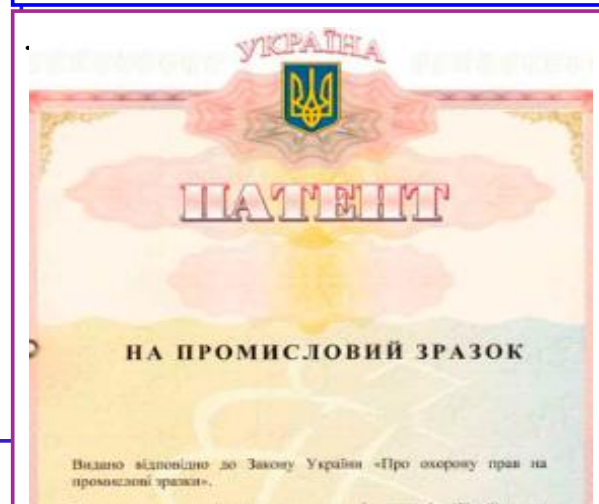 УКРАЇНА
ПАТЕНТ
НА ПРОМИСЛОВИЙ ЗРАЗОК
Видано відповідно до Закону України «Про охорону прав на
промислові зразки».